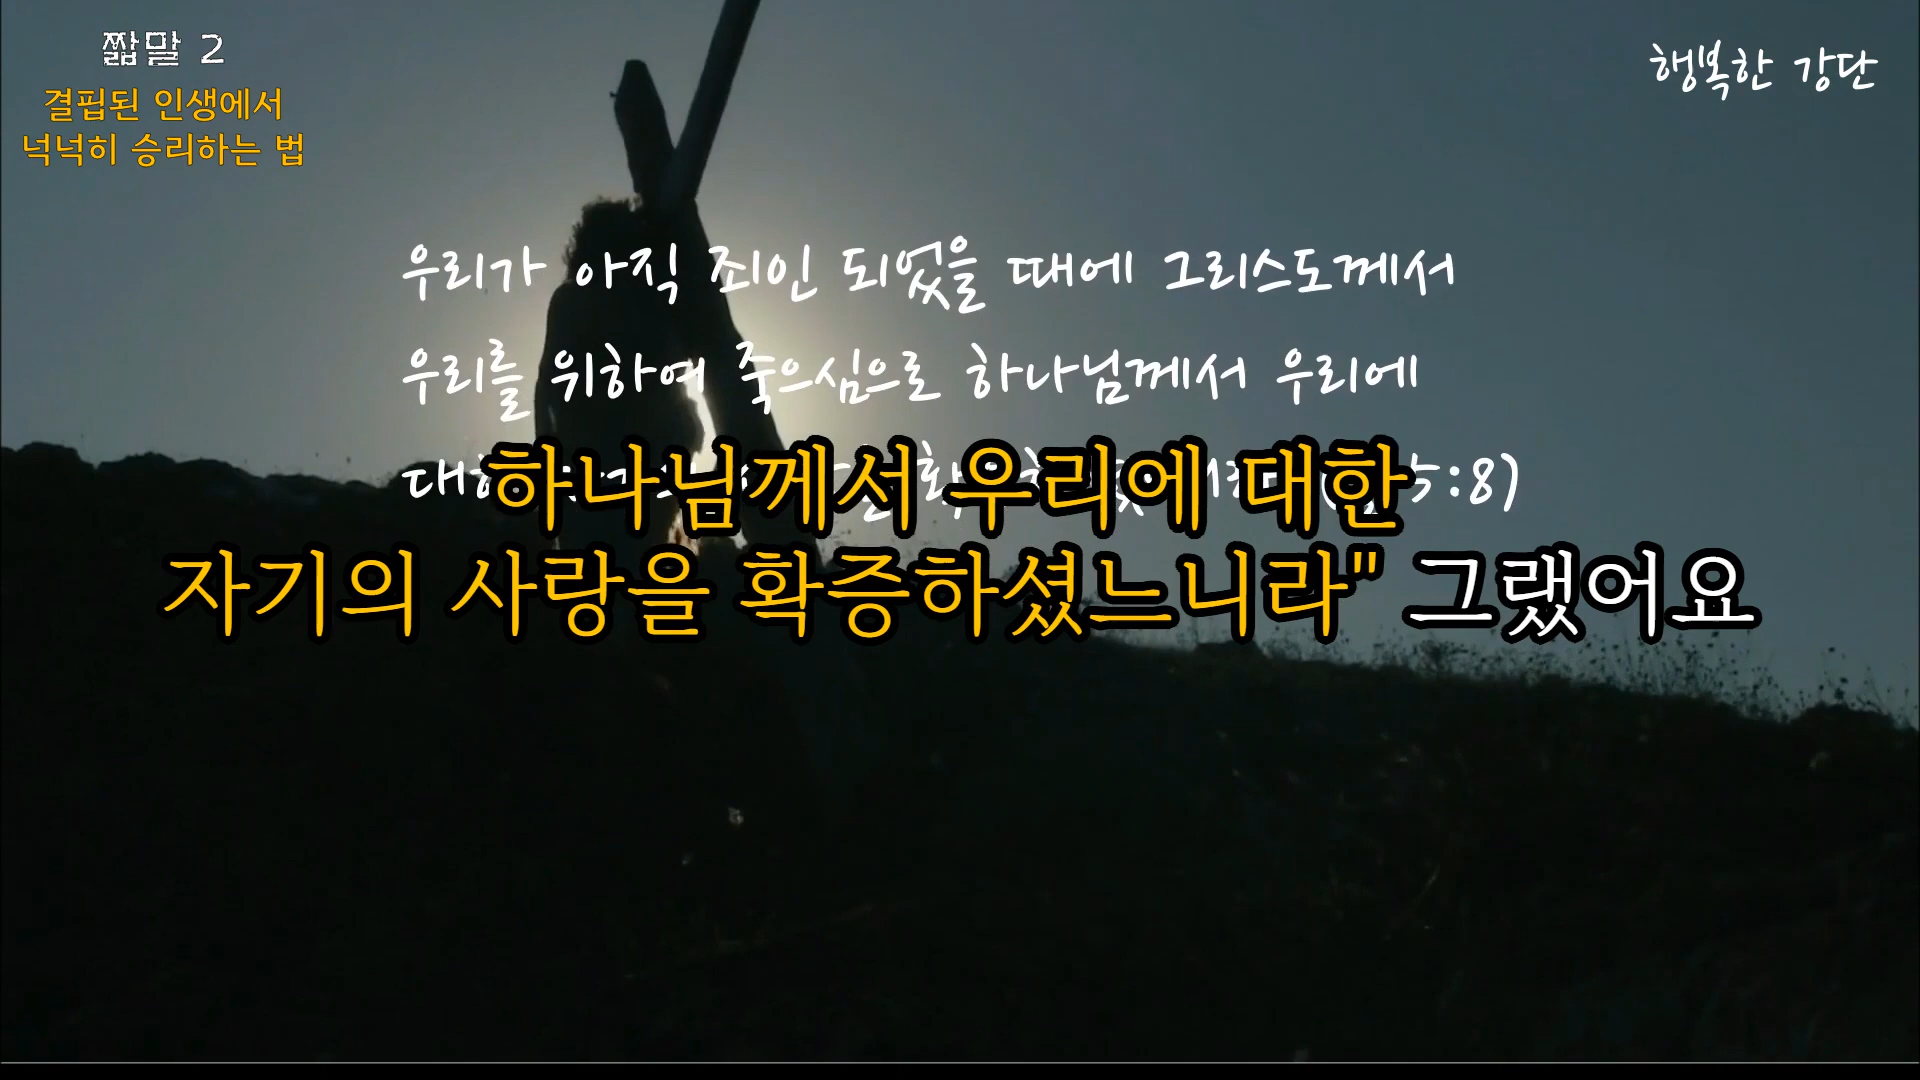 짧말 2
결핍된 인생에서
넉넉히 승리하는 법
행복한 강단
우리가 아직 죄인 되었을 때에 그리스도께서
우리를 위하여 죽으심으로 하나님께서 우리에
5:8)
하나님께서 우리에 대한
자기의 사랑을 확증하셨느니라" 그랬어요